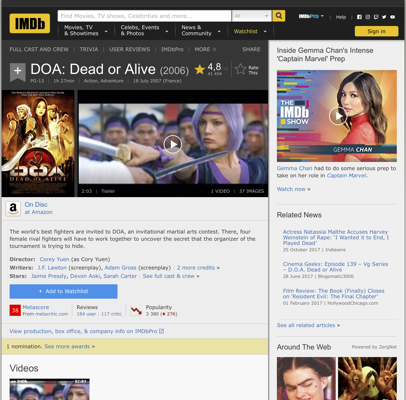 IMDb
Find Movies, TV shows, Celebrities and more...
All
IMDbPro
Help
Movies, TV & Showtimes
Celebs, Events & Photos
News & Community
Watchlist
Sign in
FULL CAST AND CREW | TRIVIA | USER REVIEWS | IMDbPro | MORE
SHARE
DOA: Dead or Alive (2006)
4,8
Rate This
PG-13 | 1h 27min | Action, Adventure | 18 July 2007 (France)
DOA
DEAD OR ALIVE
2:03 | Trailer
1 VIDEO | 37 IMAGES
On Disc
at Amazon
The world's best fighters are invited to DOA, an invitational martial arts contest. There, four
female rival fighters will have to work together to uncover the secret that the organizer of the
tournament is trying to hide.
Director: Corey Yuen (as Cory Yuen)
Writers: J.F. Lawton (screenplay), Adam Gross (screenplay) | 2 more credits »
Stars: Jaime Pressly, Devon Aoki, Sarah Carter | See full cast & crew »
+ Add to Watchlist
38
Metascore
From metacritic.com
Reviews
184 user | 117 critic
Popularity
3 380 (276)
View production, box office, & company info on IMDbPro
1 nomination. See more awards »
Videos
Inside Gemma Chan's Intense
'Captain Marvel' Prep
THE IMDb SHOW
GEMMA CHAN
Gemma Chan had to do some serious prep to
take on her role in Captain Marvel.
Watch now »
Related News
Actress Natassia Malthe Accuses Harvey
Weinstein of Rape: 'I Wanted it to End, I
Played Dead'
25 October 2017 | Indiewire
Cinema Geeks: Episode 139 – Vg Series
– D.O.A. Dead or Alive
28 June 2017 | Bogomatic3000
Film Review: The Book (Finally) Closes
on 'Resident Evil: The Final Chapter'
01 February 2017 | HollywoodChicago.com
See all related articles »
Around The Web
Powered by ZergNet